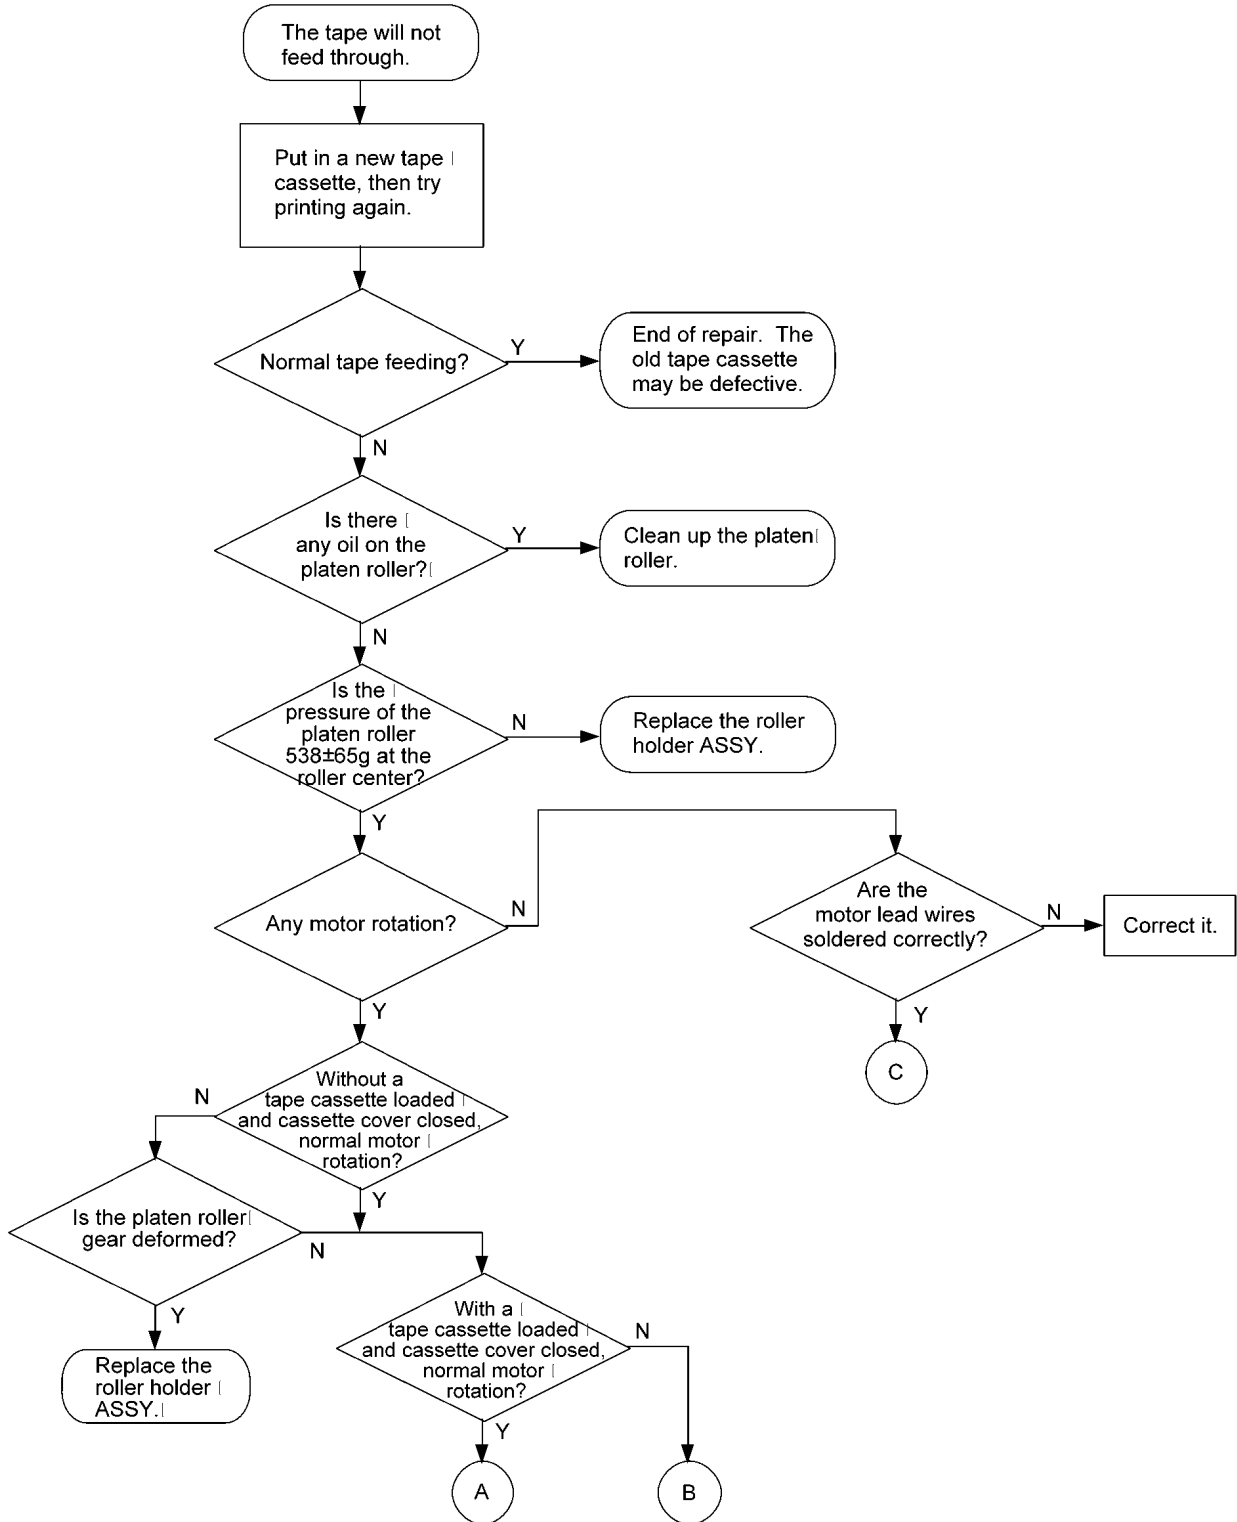 The tape will not
feed through.
Put in a new tape
cassette, then try
printing again.
Normal tape feeding?
Y
End of repair. The
old tape cassette
may be defective.
N
Is there
any oil on the
platen roller?
Y
Clean up the platen
roller.
N
Is the
pressure of the
platen roller
538±65g at the
roller center?
N
Replace the roller
holder ASSY.
Y
Any motor rotation?
N
Are the
motor lead wires
soldered correctly?
N
Correct it.
Y
C
Y
Without a
tape cassette loaded
and cassette cover closed,
normal motor
rotation?
N
Y
Is the platen roller
gear deformed?
N
Y
Replace the
roller holder
ASSY.
With a
tape cassette loaded
and cassette cover closed,
normal motor
rotation?
N
Y
A
B